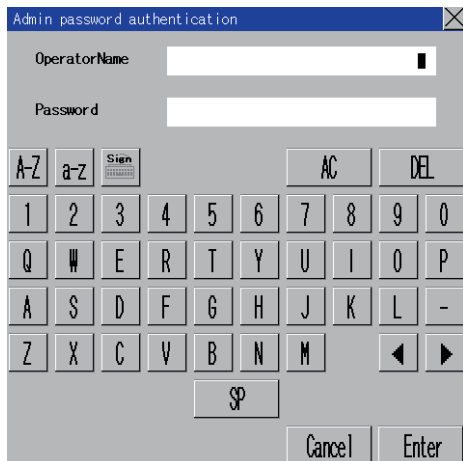 Admin password authentication
OperatorName
Password
A-Z a-z Sign AC DEL
1 2 3 4 5 6 7 8 9 0
Q W E R T Y U I O P
A S D F G H J K L -
Z X C V B N M ◀ ▶
SP
Cancel Enter